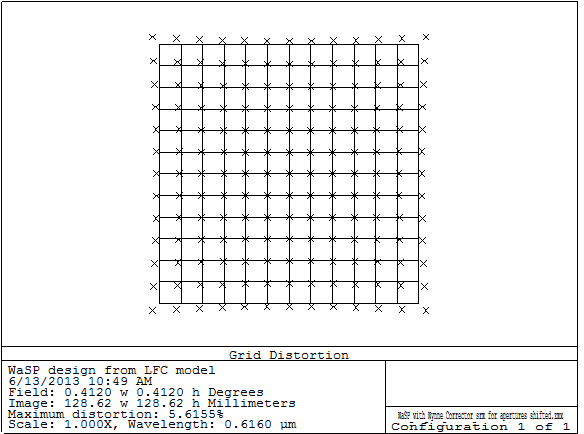 Grid Distortion
WaSP design from LFC model
6/13/2013 10:49 AM
Field: 0.4120 w 0.4120 h Degrees
Image: 128.62 w 128.62 h Millimeters
Maximum distortion: 5.6155%
Scale: 1.000X, Wavelength: 0.6160 µm
WaSP with Wynne Corrector srm for apertures shifted.zmx
Configuration 1 of 1